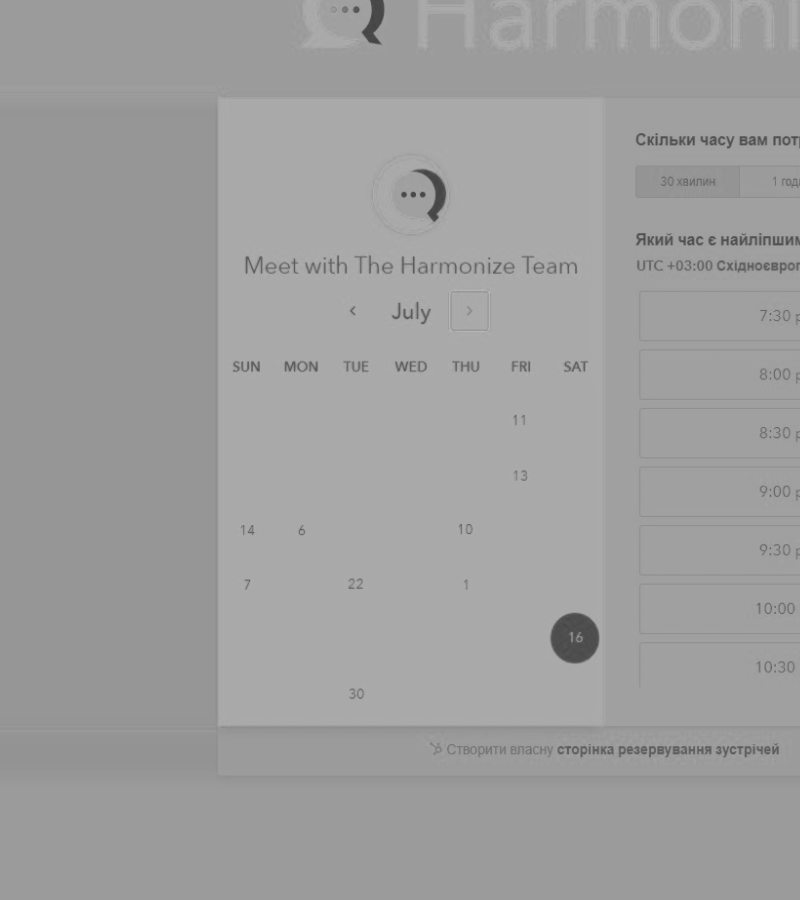 Harmoni
Meet with The Harmonize Team
July
SUN MON TUE WED THU FRI SAT
11
13
14 6 10
7 22 1
16
30
Скільки часу вам пот
30 хвилин 1 год
Який час є найліпшим
UTC +03:00 Східноєвроп
7:30 р
8:00 р
8:30 р
9:00 р
9:30 р
10:00
10:30
Створити власну сторінка резервування зустрічей